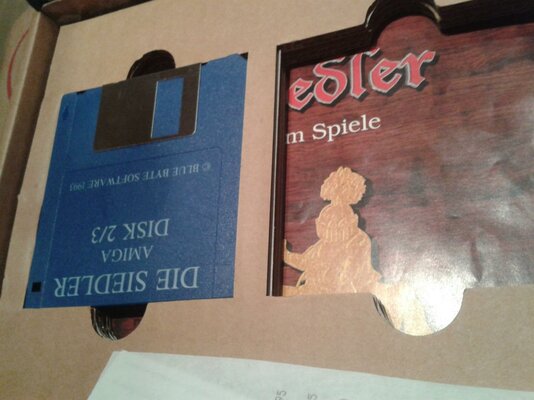 DIE SIEDLER
AMIGA
DISK 2/3
© BLUE BYTE SOFTWARE 1993
edler
m Spiele